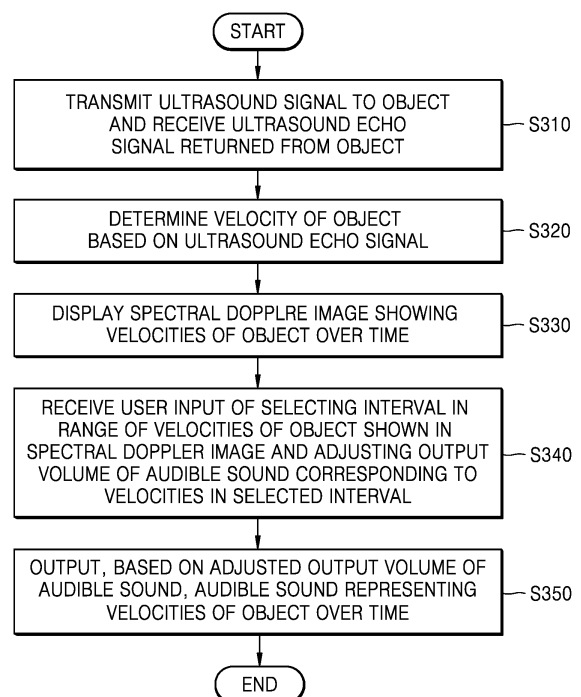 START
TRANSMIT ULTRASOUND SIGNAL TO OBJECT
AND RECEIVE ULTRASOUND ECHO
SIGNAL RETURNED FROM OBJECT
S310
DETERMINE VELOCITY OF OBJECT
BASED ON ULTRASOUND ECHO SIGNAL
S320
DISPLAY SPECTRAL DOPPLRE IMAGE SHOWING
VELOCITIES OF OBJECT OVER TIME
S330
RECEIVE USER INPUT OF SELECTING INTERVAL IN
RANGE OF VELOCITIES OF OBJECT SHOWN IN
SPECTRAL DOPPLER IMAGE AND ADJUSTING OUTPUT
VOLUME OF AUDIBLE SOUND CORRESPONDING TO
VELOCITIES IN SELECTED INTERVAL
S340
OUTPUT, BASED ON ADJUSTED OUTPUT VOLUME OF
AUDIBLE SOUND, AUDIBLE SOUND REPRESENTING
VELOCITIES OF OBJECT OVER TIME
S350
END